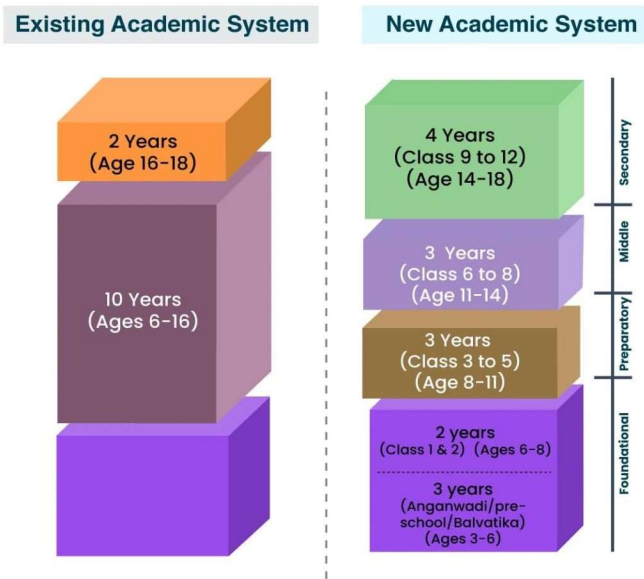 Existing Academic System
2 Years
(Age 16-18)
10 Years
(Ages 6-16)
New Academic System
4 Years
(Class 9 to 12)
(Age 14-18)
Secondary
3 Years
(Class 6 to 8)
(Age 11-14)
Middle
3 Years
(Class 3 to 5)
(Age 8-11)
Preparatory
2 years
(Class 1 & 2) (Ages 6-8)
3 years
(Anganwadi/pre-
school/Balvatika)
(Ages 3-6)
Foundational